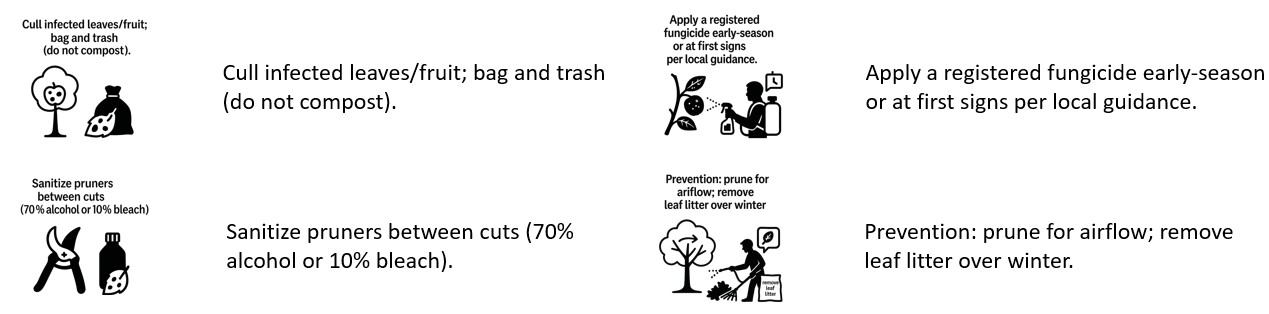 Cull infected leaves/fruit;
bag and trash
(do not compost).
Cull infected leaves/fruit; bag and trash
(do not compost).
Apply a registered
fungicide early-season
or at first signs
per local guidance.
Apply a registered fungicide early-season
or at first signs per local guidance.
Sanitize pruners
between cuts
(70% alcohol or 10% bleach)
Sanitize pruners between cuts (70%
alcohol or 10% bleach).
Prevention: prune for
ariflow; remove
leaf litter over winter
remove
leaf
litter
Prevention: prune for airflow; remove
leaf litter over winter.